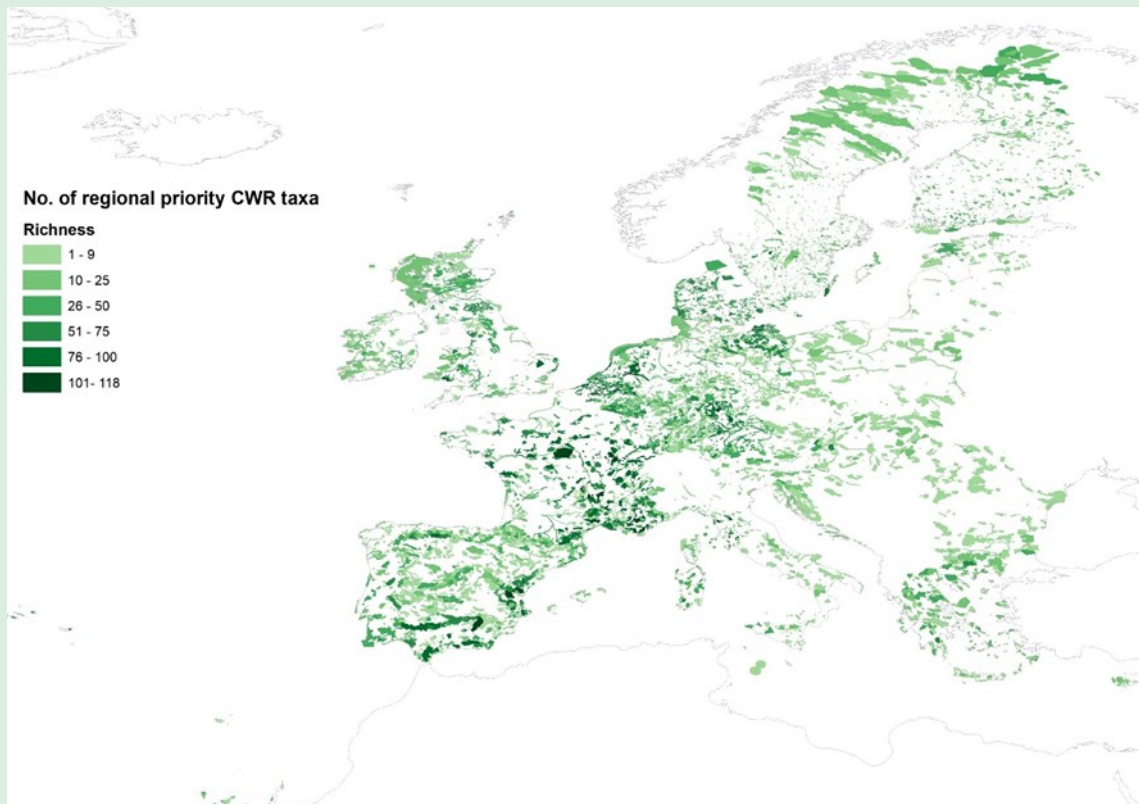 No. of regional priority CWR taxa
Richness
1 - 9
10 - 25
26 - 50
51 - 75
76 - 100
101- 118